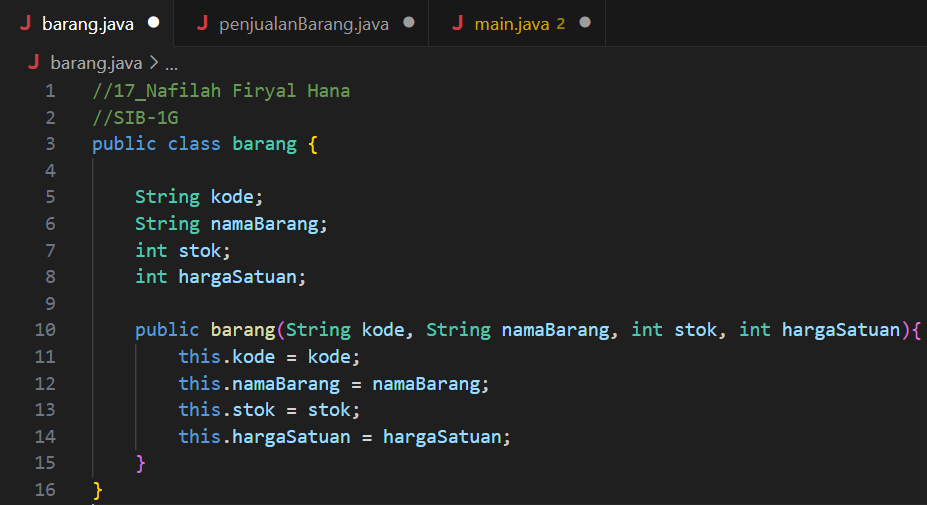 J barang.java ● J penjualanBarang.java ● J main.java 2 ●
J barang.java > ...
1 //17_Nafilah Firyal Hana
2 //SIB-1G
3 public class barang {
4
5 String kode;
6 String namaBarang;
7 int stok;
8 int hargaSatuan;
9
10 public barang(String kode, String namaBarang, int stok, int hargaSatuan){
11 this.kode = kode;
12 this.namaBarang = namaBarang;
13 this.stok = stok;
14 this.hargaSatuan = hargaSatuan;
15 }
16 }